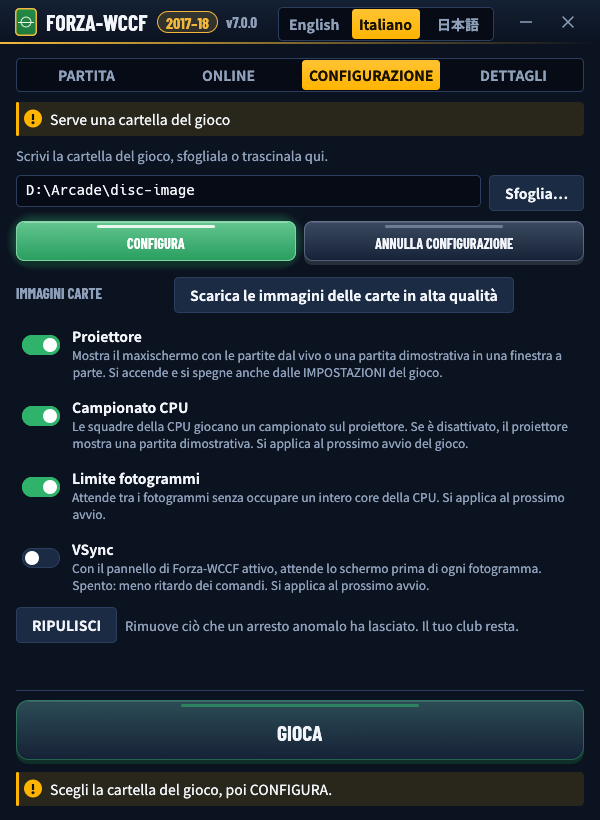 FORZA-WCCF 2017-18 v7.0.0 English Italiano 日本語
PARTITA ONLINE CONFIGURAZIONE DETTAGLI
Serve una cartella del gioco
Scrivi la cartella del gioco, sfogliala o trascinala qui.
D:\Arcade\disc-image Sfoglia…
CONFIGURA ANNULLA CONFIGURAZIONE
IMMAGINI CARTE Scarica le immagini delle carte in alta qualità
Proiettore
Mostra il maxischermo con le partite dal vivo o una partita dimostrativa in una finestra a
parte. Si accende e si spegne anche dalle IMPOSTAZIONI del gioco.
Campionato CPU
Le squadre della CPU giocano un campionato sul proiettore. Se è disattivato, il proiettore
mostra una partita dimostrativa. Si applica al prossimo avvio del gioco.
Limite fotogrammi
Attende tra i fotogrammi senza occupare un intero core della CPU. Si applica al prossimo
avvio.
VSync
Con il pannello di Forza-WCCF attivo, attende lo schermo prima di ogni fotogramma.
Spento: meno ritardo dei comandi. Si applica al prossimo avvio.
RIPULISCI Rimuove ciò che un arresto anomalo ha lasciato. Il tuo club resta.
GIOCA
Scegli la cartella del gioco, poi CONFIGURA.